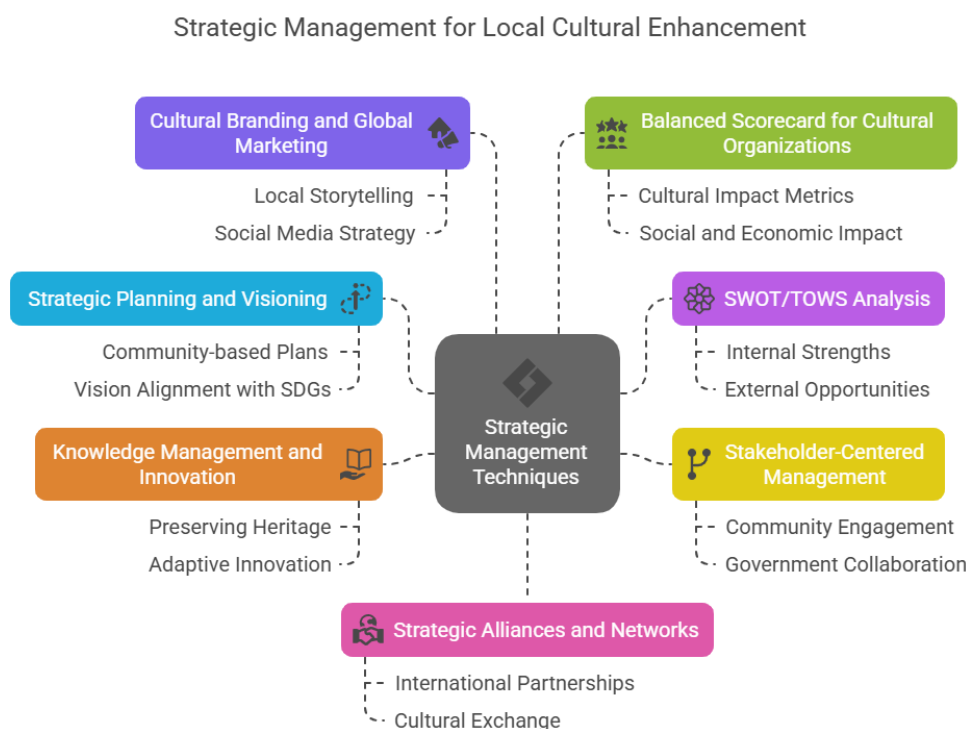 Strategic Management for Local Cultural Enhancement
Cultural Branding and Global
Marketing
Local Storytelling
Social Media Strategy
Balanced Scorecard for Cultural
Organizations
Cultural Impact Metrics
Social and Economic Impact
Strategic Planning and Visioning
Community-based Plans
Vision Alignment with SDGs
SWOT/TOWS Analysis
Internal Strengths
External Opportunities
Strategic
Management
Techniques
Knowledge Management and
Innovation
Preserving Heritage
Adaptive Innovation
Stakeholder-Centered
Management
Community Engagement
Government Collaboration
Strategic Alliances and Networks
International Partnerships
Cultural Exchange